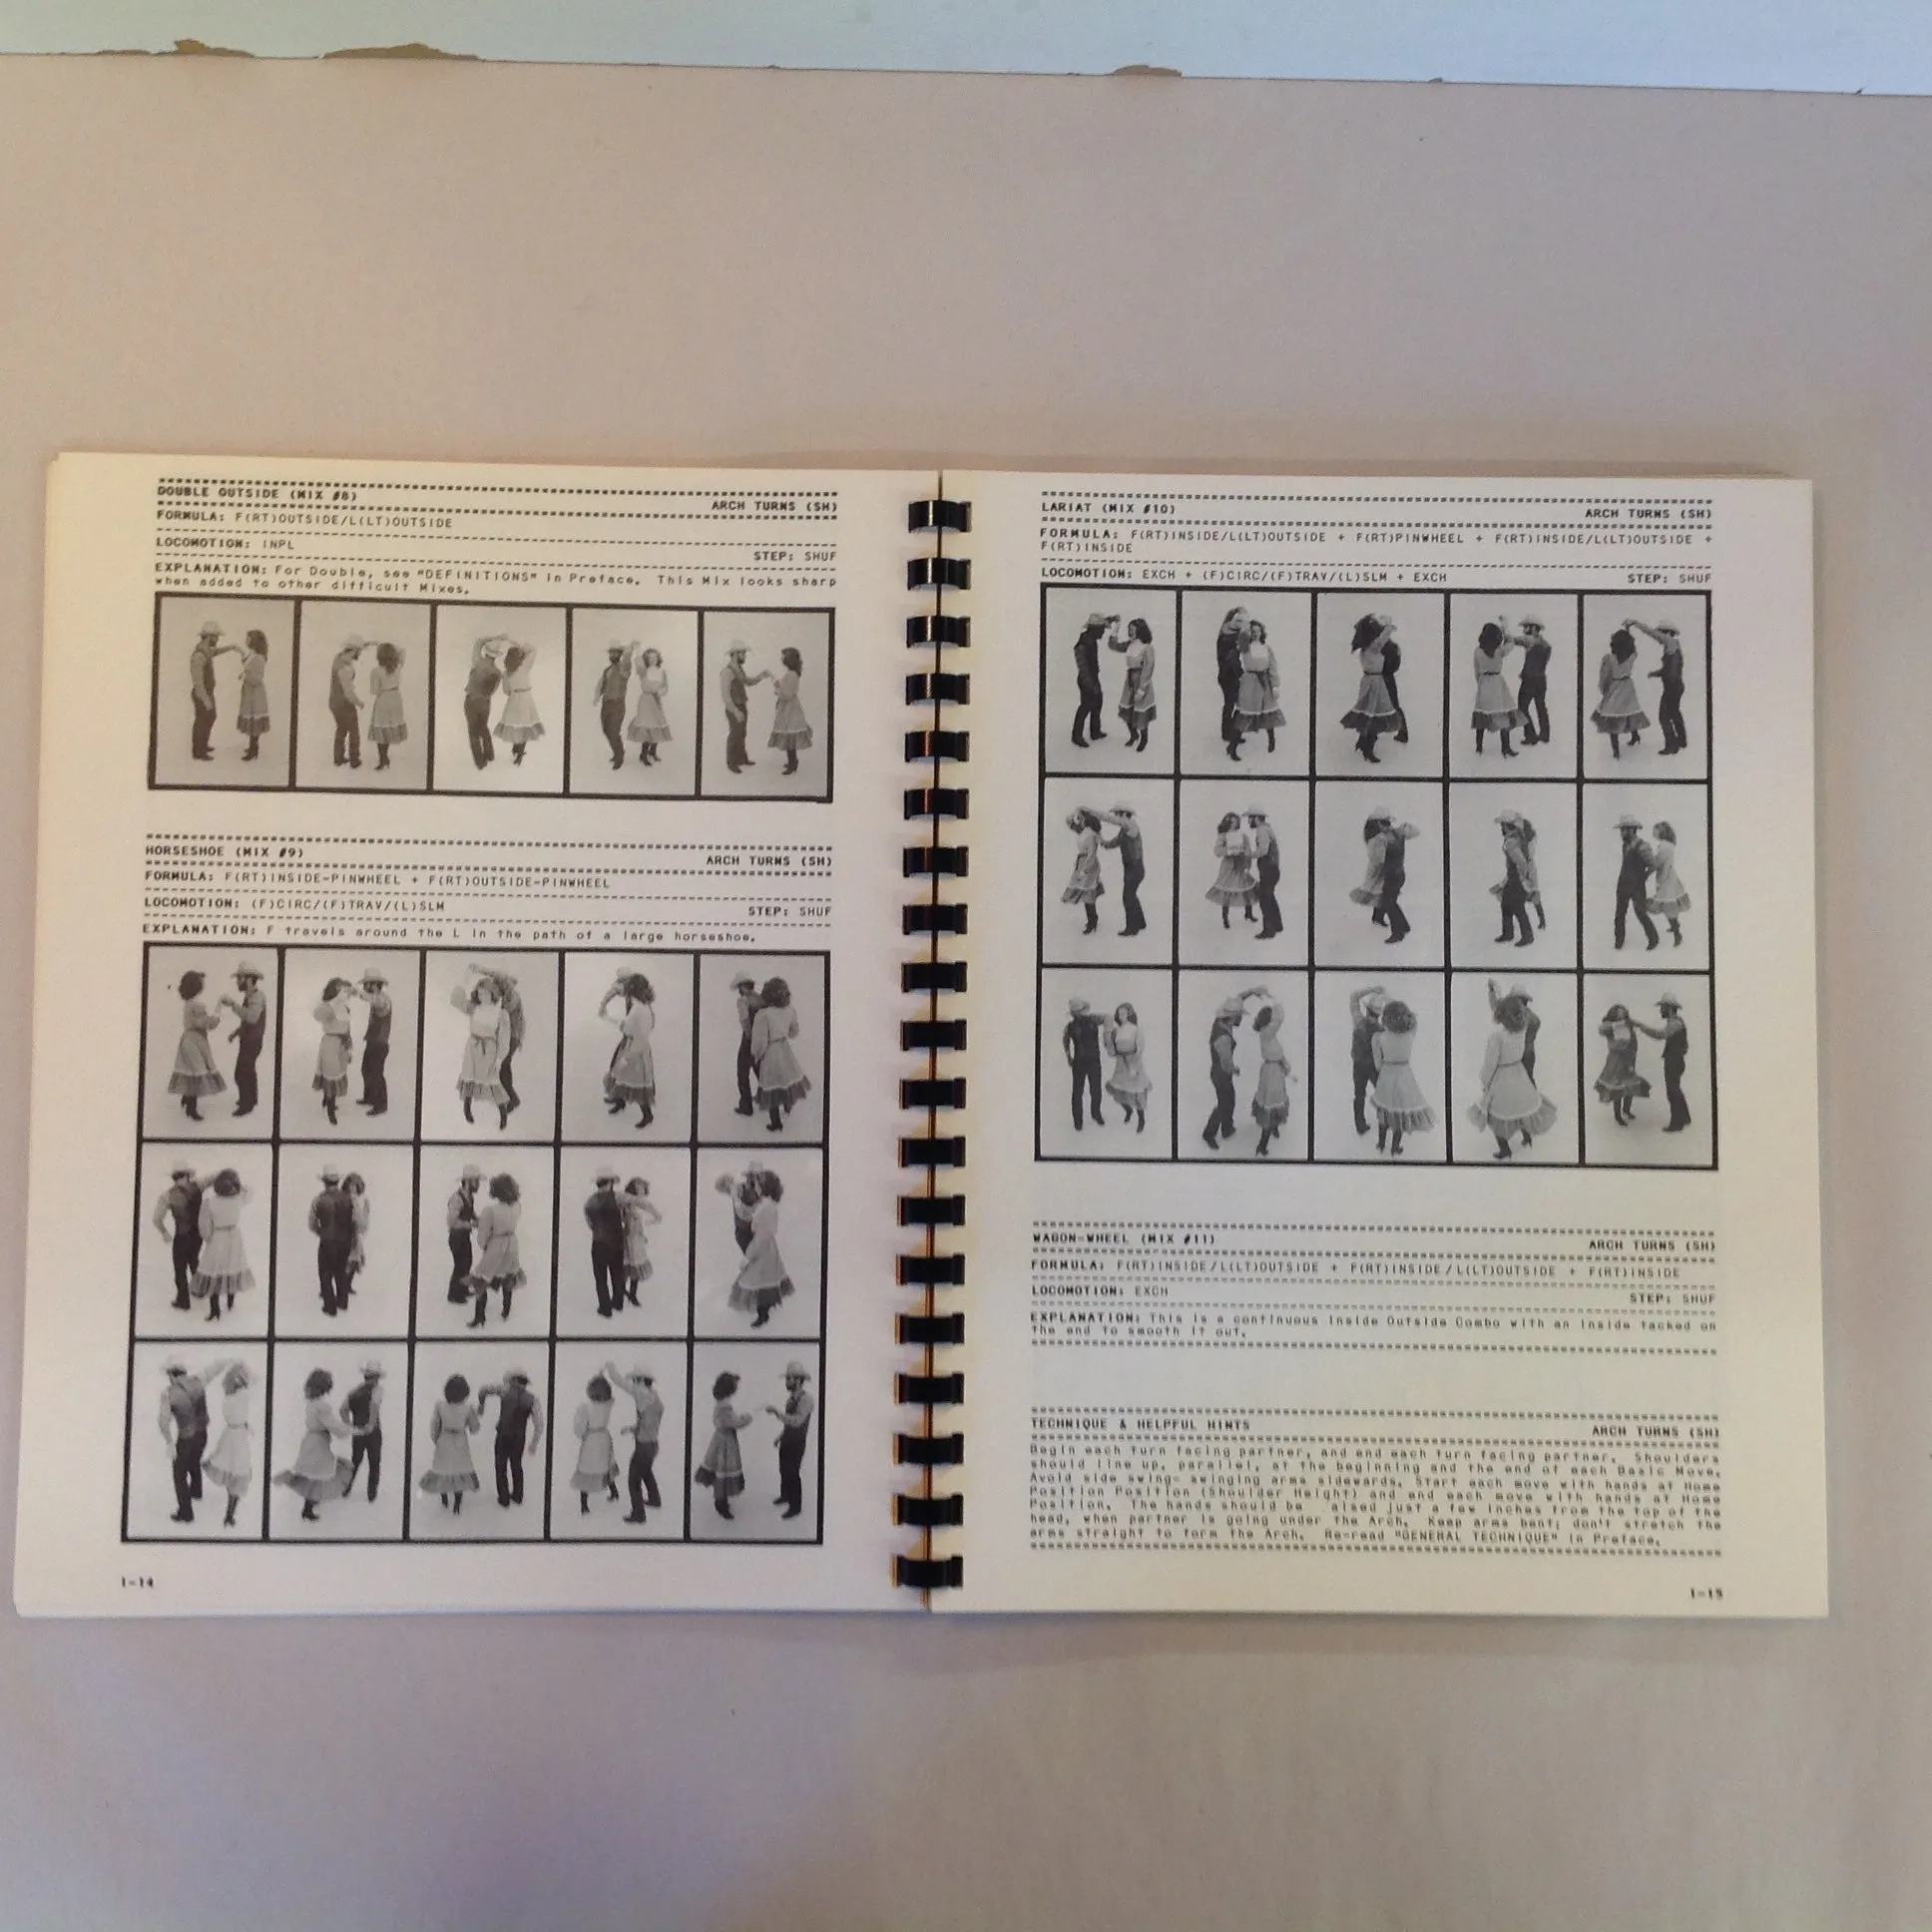 DOUBLE OUTSIDE (MIX #8)
ARCH TURNS (SH)
FORMULA: F(RT)OUTSIDE/L(LT)OUTSIDE
LOCOMOTION: INPL
STEP: SHUF
EXPLANATION: For Double, see "DEFINITIONS" in Preface. This Mix looks sharp
when added to other difficult Mixes.
HORSESHOE (MIX #9)
ARCH TURNS (SH)
FORMULA: F(RT)INSIDE-PINWHEEL + F(RT)OUTSIDE-PINWHEEL
LOCOMOTION: (F)CIRC/(F)TRAV/(L)SLM
STEP: SHUF
EXPLANATION: F travels around the L in the path of a large horseshoe.
1-14
LARIAT (MIX #10)
ARCH TURNS (SH)
FORMULA: F(RT)INSIDE/L(LT)OUTSIDE + F(RT)PINWHEEL + F(RT)INSIDE/L(LT)OUTSIDE +
F(RT)INSIDE
LOCOMOTION: EXCH + (F)CIRC/(F)TRAV/(L)SLM + EXCH
STEP: SHUF
WAGON-WHEEL (MIX #11)
ARCH TURNS (SH)
FORMULA: F(RT)INSIDE/L(LT)OUTSIDE + F(RT)INSIDE/L(LT)OUTSIDE + F(RT)INSIDE
LOCOMOTION: EXCH
STEP: SHUF
EXPLANATION: This is a continuous Inside Outside Combo with an Inside tacked on
the end to smooth it out.
TECHNIQUE & HELPFUL HINTS
ARCH TURNS (SH)
Begin each turn facing partner, and end each turn facing partner. Shoulders
should line up, parallel, at the beginning and the end of each Basic Move.
Avoid side swing- swinging arms sidewards. Start each move with hands at Home
Position Position (Shoulder Height) and end each move with hands at Home
Position. The hands should be alsed just a few inches from the top of the
head, when partner is going under the Arch. Keep arms bent; don't stretch the
arms straight to form the Arch. Re-read "GENERAL TECHNIQUE" in Preface.
1-15